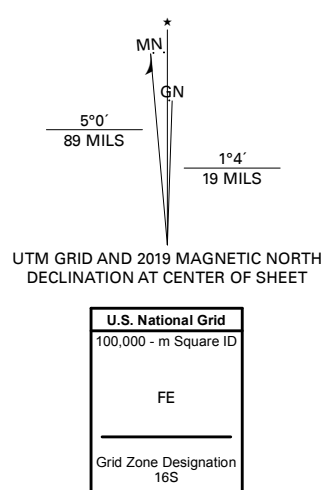 MN
GN
5°0´
89 MILS
1°4´
19 MILS
UTM GRID AND 2019 MAGNETIC NORTH
DECLINATION AT CENTER OF SHEET
U.S. National Grid
100,000 - m Square ID
FE
Grid Zone Designation
16S